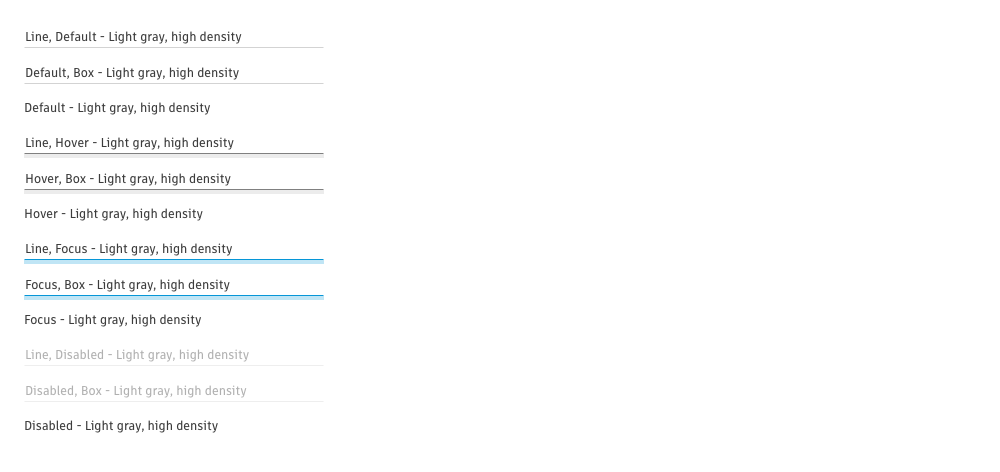 Line, Default - Light gray, high density
Default, Box - Light gray, high density
Default - Light gray, high density
Line, Hover - Light gray, high density
Hover, Box - Light gray, high density
Hover - Light gray, high density
Line, Focus - Light gray, high density
Focus, Box - Light gray, high density
Focus - Light gray, high density
Line, Disabled - Light gray, high density
Disabled, Box - Light gray, high density
Disabled - Light gray, high density